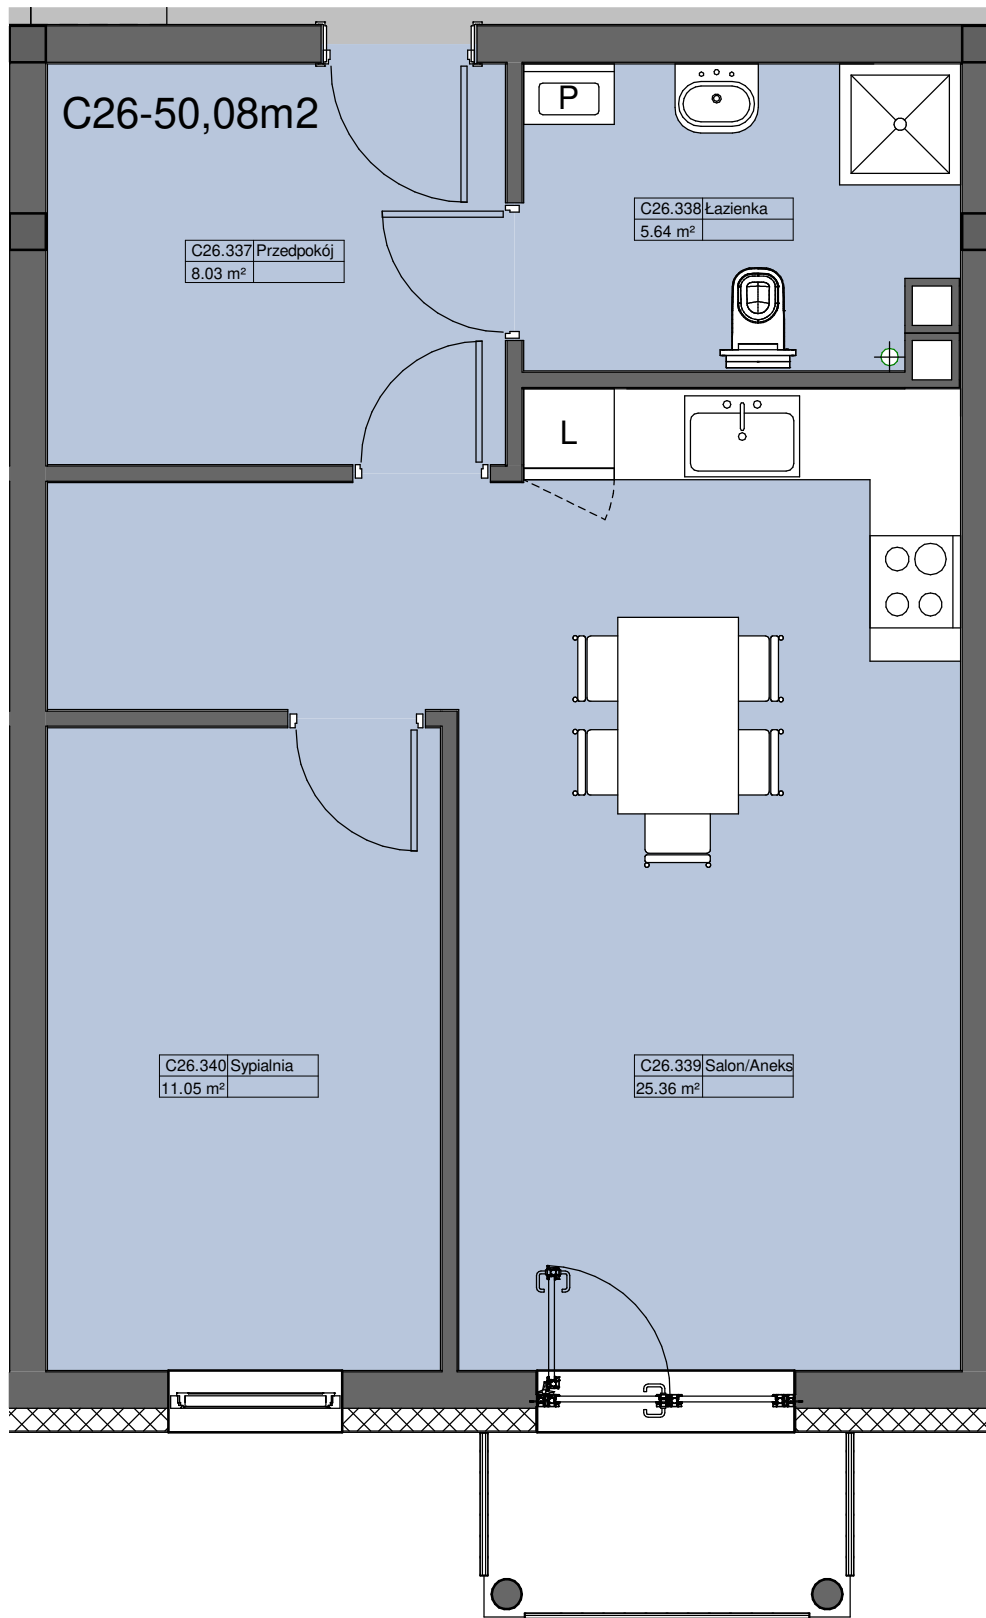 C26-50,08m2
P
C26.338 Łazienka
5.64 m²
C26.337 Przedpokój
8.03 m²
L
C26.340 Sypialnia
11.05 m²
C26.339 Salon/Aneks
25.36 m²